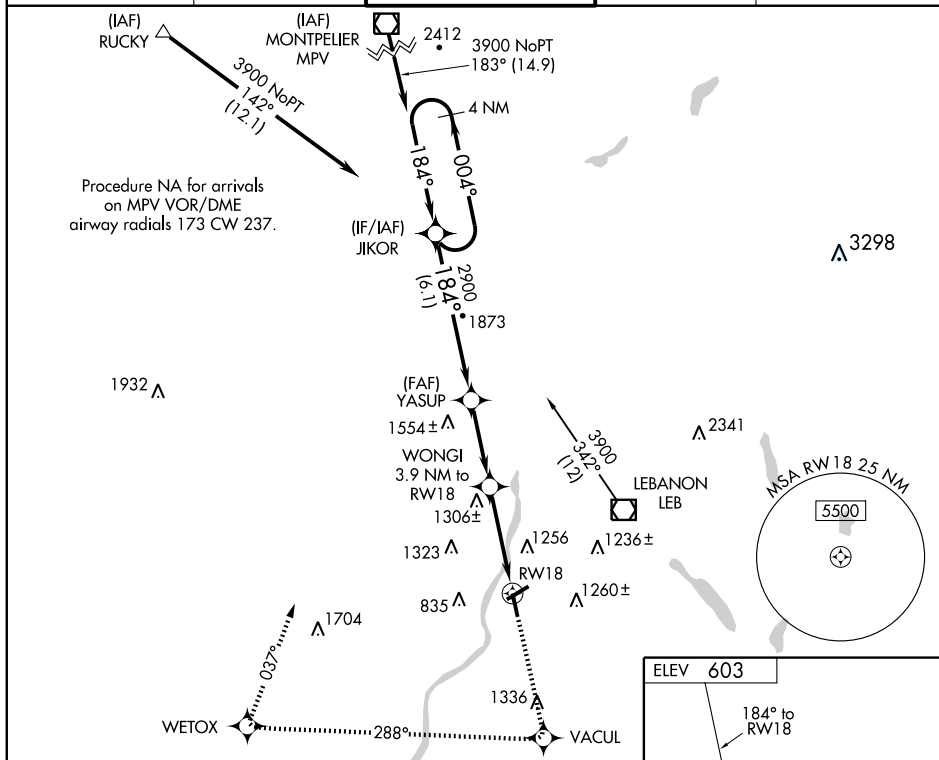 (IAF)
RUCKY
(IAF)
MONTPELIER
MPV
2412
3900 NoPT
183° (14.9)
3900 NoPT
142°
(12.1)
4 NM
184°
004°
Procedure NA for arrivals
on MPV VOR/DME
airway radials 173 CW 237.
(IF/IAF)
JIKOR
3298
2900
184°
(6.1)
1873
1932
(FAF)
YASUP
1554±
3900
342°
(12)
2341
WONGI
3.9 NM to
RW18
1306±
LEBANON
LEB
MSA RW18 25 NM
5500
1323
1256
1236±
RW18
835
1260±
1704
037°
ELEV 603
184° to
RW18
1336
WETOX
288°
VACUL